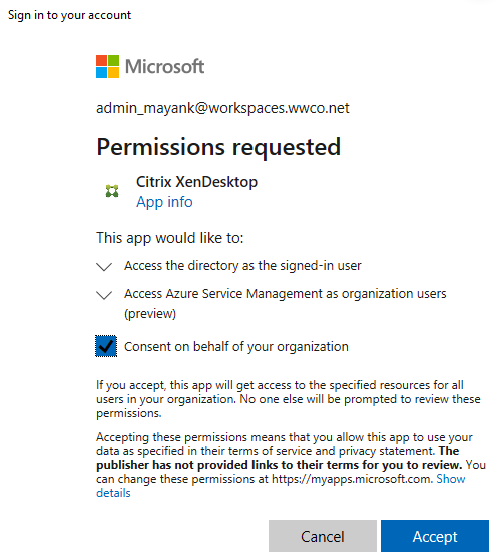 Sign in to your account
Microsoft
admin_mayank@workspaces.wwco.net
Permissions requested
Citrix XenDesktop
App info
This app would like to:
Access the directory as the signed-in user
Access Azure Service Management as organization users
(preview)
Consent on behalf of your organization
If you accept, this app will get access to the specified resources for all
users in your organization. No one else will be prompted to review these
permissions.
Accepting these permissions means that you allow this app to use your
data as specified in their terms of service and privacy statement. The
publisher has not provided links to their terms for you to review. You
can change these permissions at https://myapps.microsoft.com. Show
details
Cancel
Accept